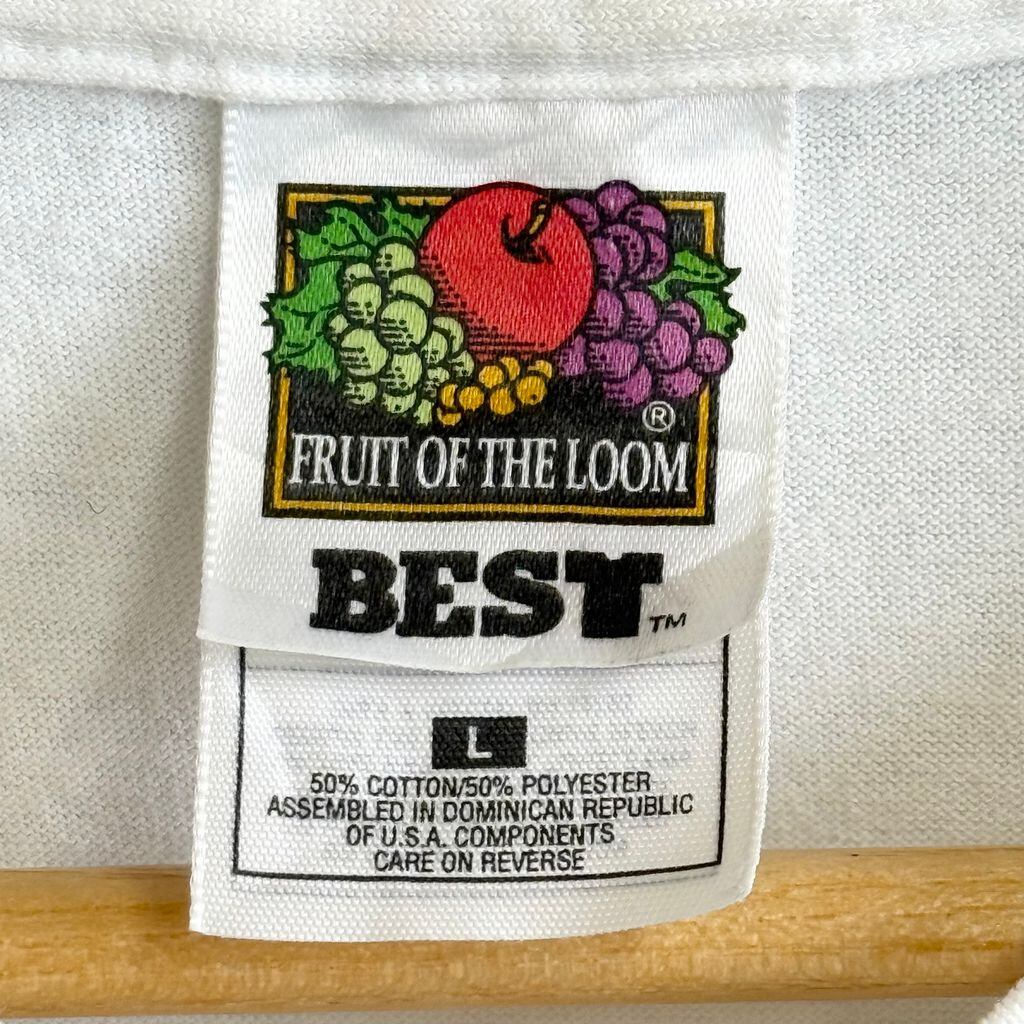 ®
FRUIT OF THE LOOM
BEST™
L
50% COTTON/50% POLYESTER
ASSEMBLED IN DOMINICAN REPUBLIC
OF U.S.A. COMPONENTS
CARE ON REVERSE